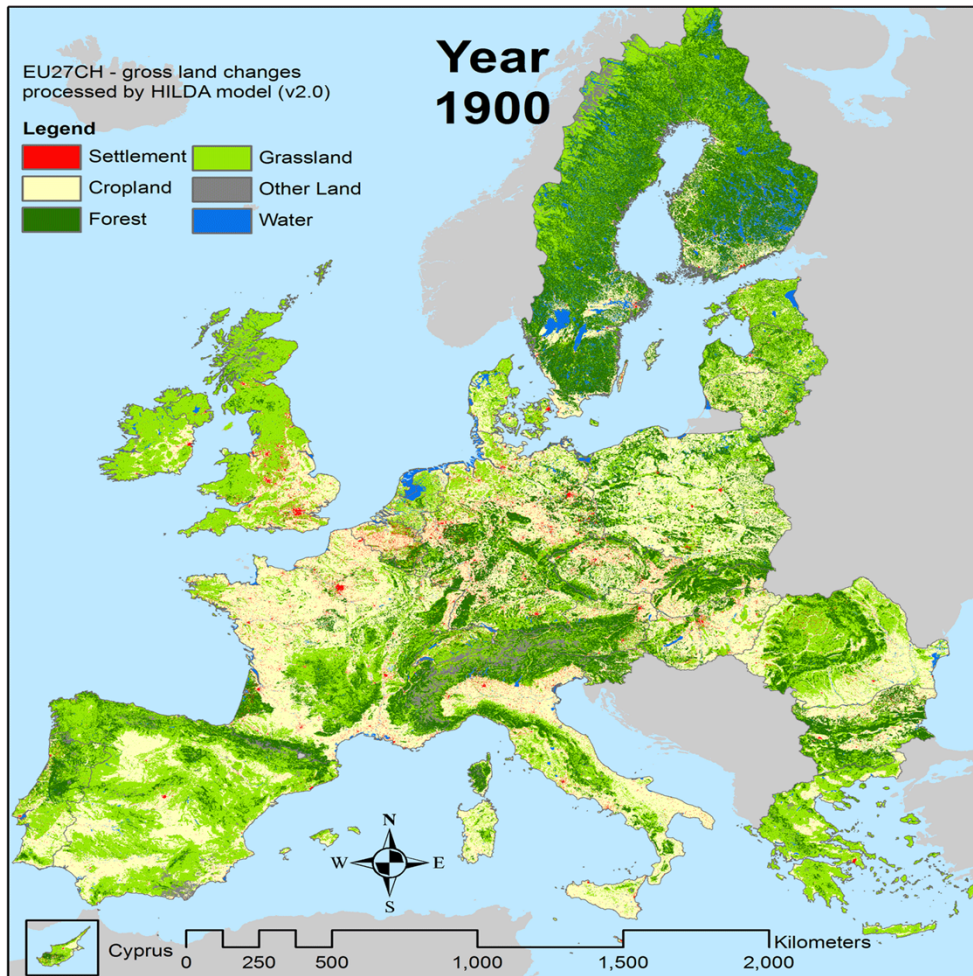 Year
1900
EU27CH - gross land changes
processed by HILDA model (v2.0)
Legend
Settlement
Grassland
Cropland
Other Land
Forest
Water
N
W
E
S
Cyprus
Kilometers
0
250
500
1,000
1,500
2,000